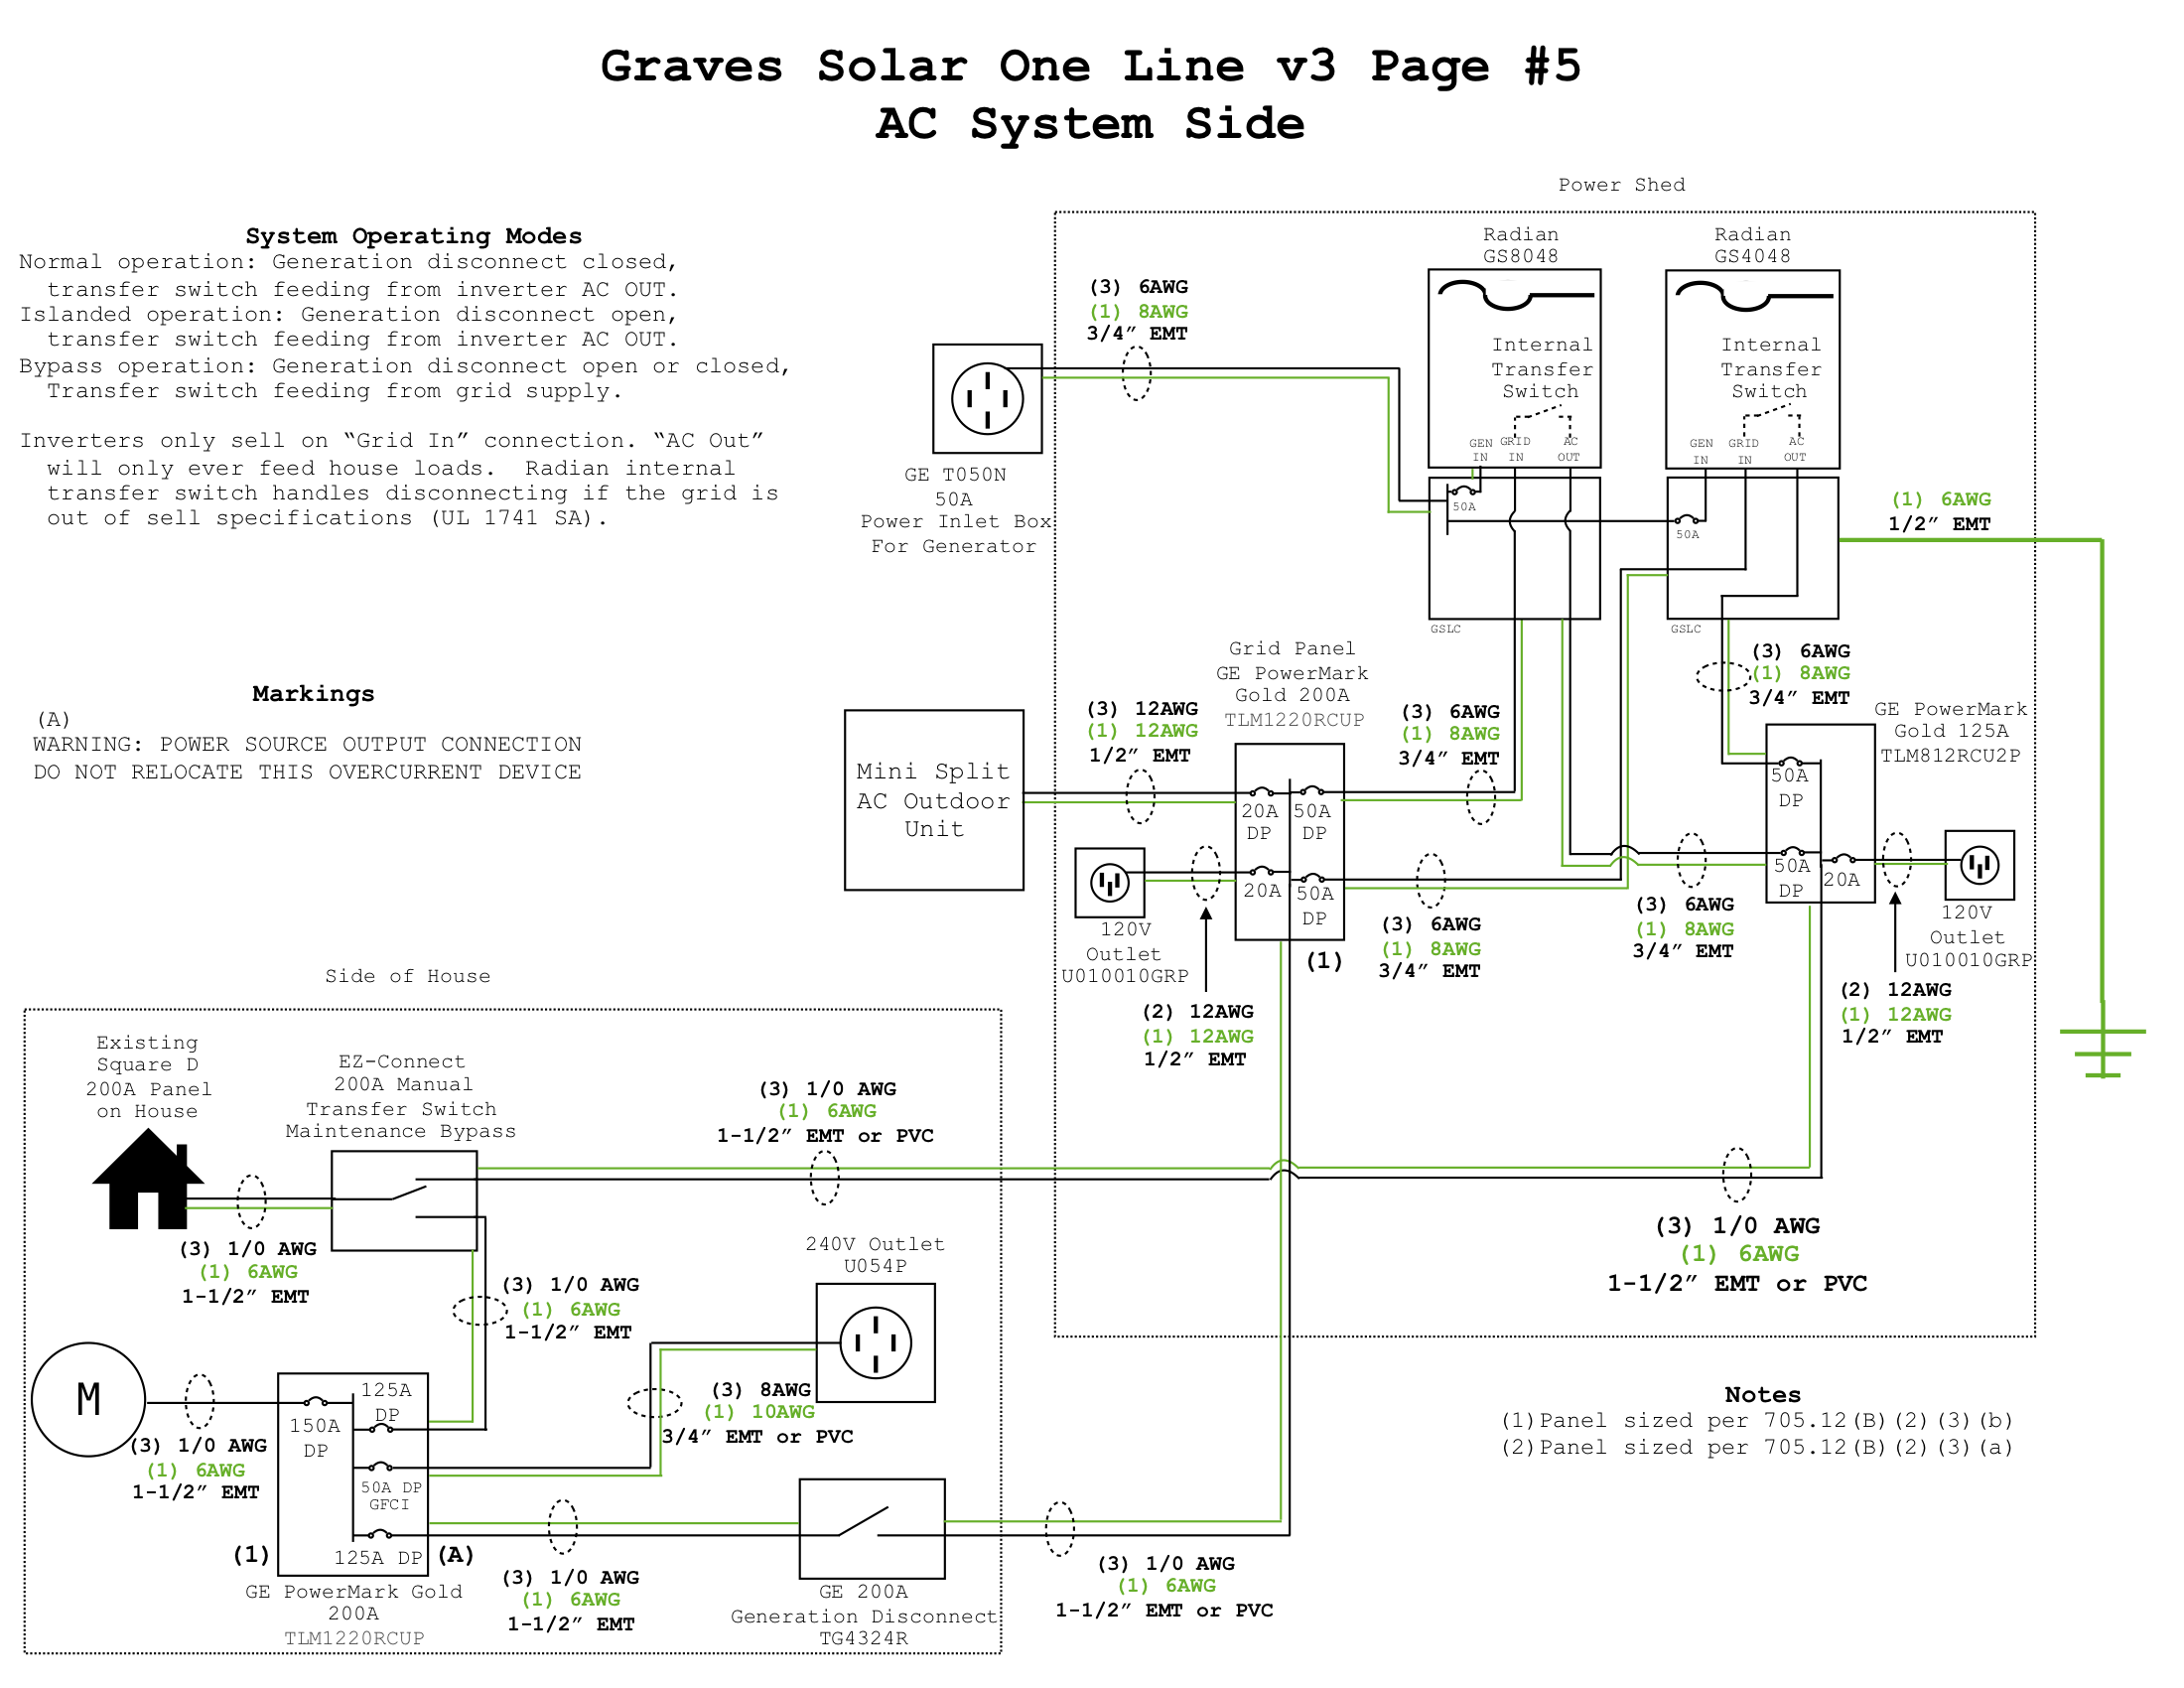 Graves Solar One Line v3 Page #5
AC System Side
System Operating Modes
Normal operation: Generation disconnect closed,
transfer switch feeding from inverter AC OUT.
Islanded operation: Generation disconnect open,
transfer switch feeding from inverter AC OUT.
Bypass operation: Generation disconnect open or closed,
Transfer switch feeding from grid supply.
Inverters only sell on “Grid In” connection. “AC Out”
will only ever feed house loads. Radian internal
transfer switch handles disconnecting if the grid is
out of sell specifications (UL 1741 SA).
Markings
(A)
WARNING: POWER SOURCE OUTPUT CONNECTION
DO NOT RELOCATE THIS OVERCURRENT DEVICE
Power Shed
Radian
GS8048
Internal
Transfer
Switch
GEN
IN
GRID
IN
AC
OUT
50A
GSLC
Radian
GS4048
Internal
Transfer
Switch
GEN
IN
GRID
IN
AC
OUT
50A
GSLC
(3) 6AWG
(1) 8AWG
3/4″ EMT
GE T050N
50A
Power Inlet Box
For Generator
(1) 6AWG
1/2″ EMT
Grid Panel
GE PowerMark
Gold 200A
TLM1220RCUP
(3) 12AWG
(1) 12AWG
1/2″ EMT
(3) 6AWG
(1) 8AWG
3/4″ EMT
(3) 6AWG
(1) 8AWG
3/4″ EMT
GE PowerMark
Gold 125A
TLM812RCU2P
Mini Split
AC Outdoor
Unit
20A
DP
50A
DP
20A
50A
DP
(1)
50A
DP
50A
DP
20A
120V
Outlet
U010010GRP
(2) 12AWG
(1) 12AWG
1/2″ EMT
(3) 6AWG
(1) 8AWG
3/4″ EMT
(3) 6AWG
(1) 8AWG
3/4″ EMT
120V
Outlet
U010010GRP
(2) 12AWG
(1) 12AWG
1/2″ EMT
(3) 1/0 AWG
(1) 6AWG
1-1/2″ EMT or PVC
Side of House
Existing
Square D
200A Panel
on House
EZ-Connect
200A Manual
Transfer Switch
Maintenance Bypass
(3) 1/0 AWG
(1) 6AWG
1-1/2″ EMT or PVC
(3) 1/0 AWG
(1) 6AWG
1-1/2″ EMT
(3) 1/0 AWG
(1) 6AWG
1-1/2″ EMT
240V Outlet
U054P
(3) 8AWG
(1) 10AWG
3/4″ EMT or PVC
M
(3) 1/0 AWG
(1) 6AWG
1-1/2″ EMT
125A
DP
150A
DP
50A DP
GFCI
125A DP
(1)
(A)
GE PowerMark Gold
200A
TLM1220RCUP
(3) 1/0 AWG
(1) 6AWG
1-1/2″ EMT
GE 200A
Generation Disconnect
TG4324R
(3) 1/0 AWG
(1) 6AWG
1-1/2″ EMT or PVC
Notes
(1)Panel sized per 705.12(B)(2)(3)(b)
(2)Panel sized per 705.12(B)(2)(3)(a)